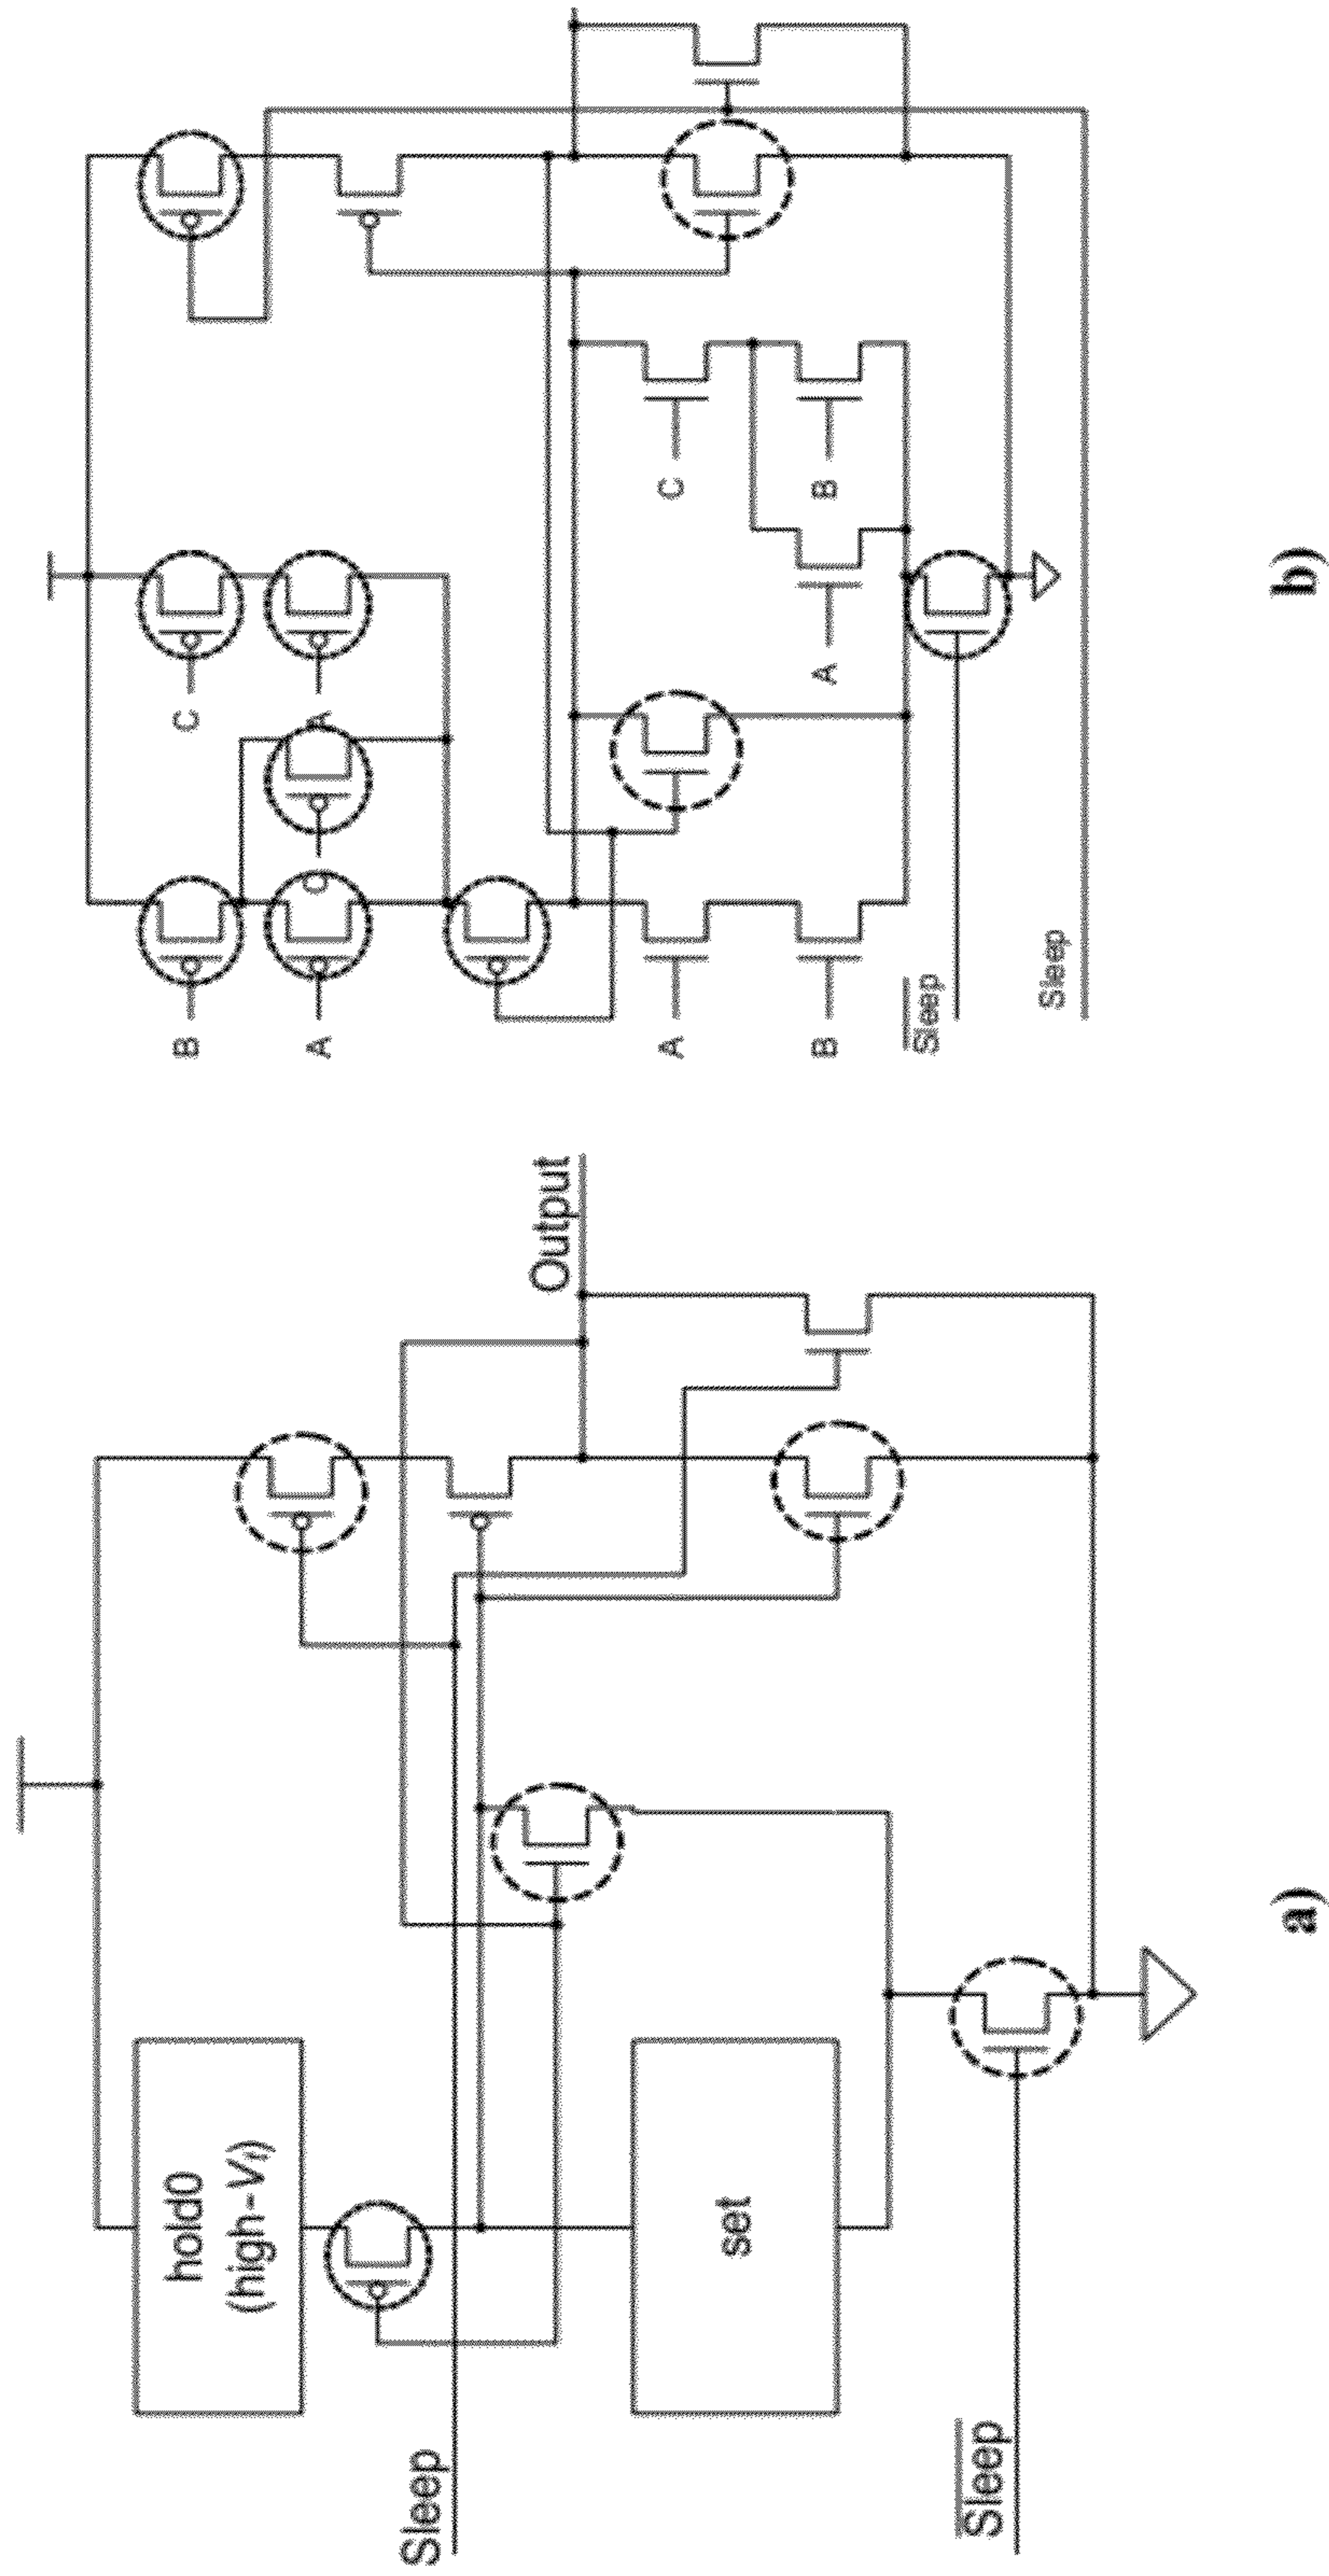 hold0
(high-Vt)
set
Sleep
Sleep
Output
a)
B
A
C
C
A
A
B
A
C
B
Sleep
Sleep
b)